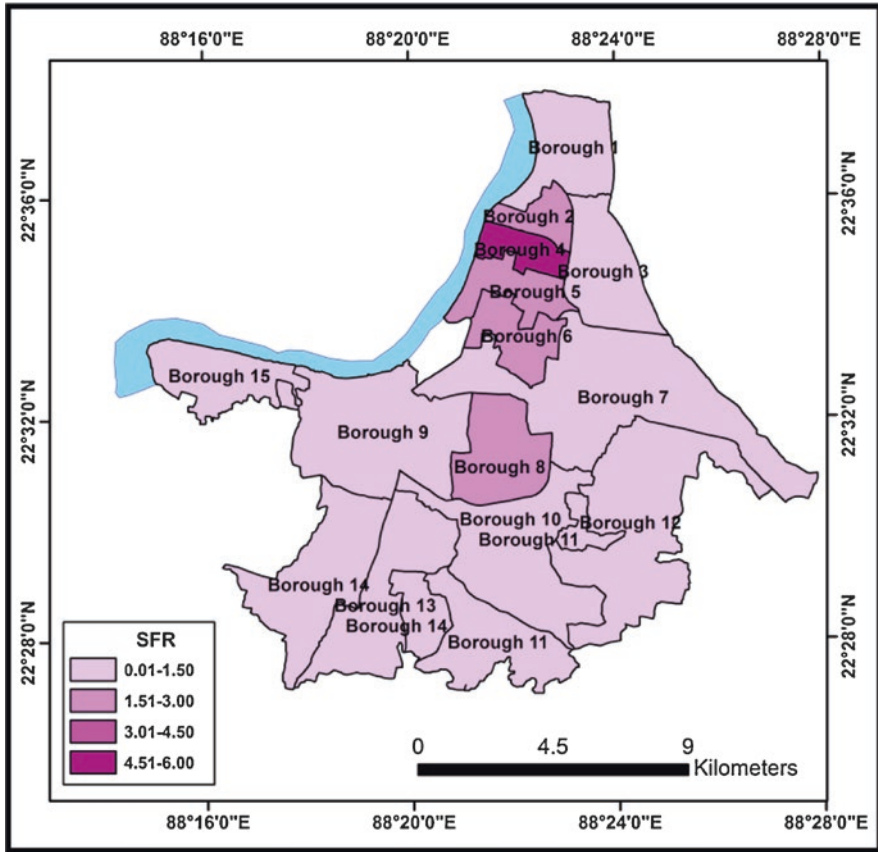 88°16'0"E 88°20'0"E 88°24'0"E 88°28'0"E
22°36'0"N
22°36'0"N
22°32'0"N
22°32'0"N
22°28'0"N
22°28'0"N
Borough 1
Borough 2
Borough 4
Borough 3
Borough 5
Borough 6
Borough 15
Borough 7
Borough 9
Borough 8
Borough 10
Borough 12
Borough 11
Borough 14
Borough 13
Borough 14
Borough 11
SFR
0.01-1.50
1.51-3.00
3.01-4.50
4.51-6.00
0 4.5 9
Kilometers
88°16'0"E 88°20'0"E 88°24'0"E 88°28'0"E